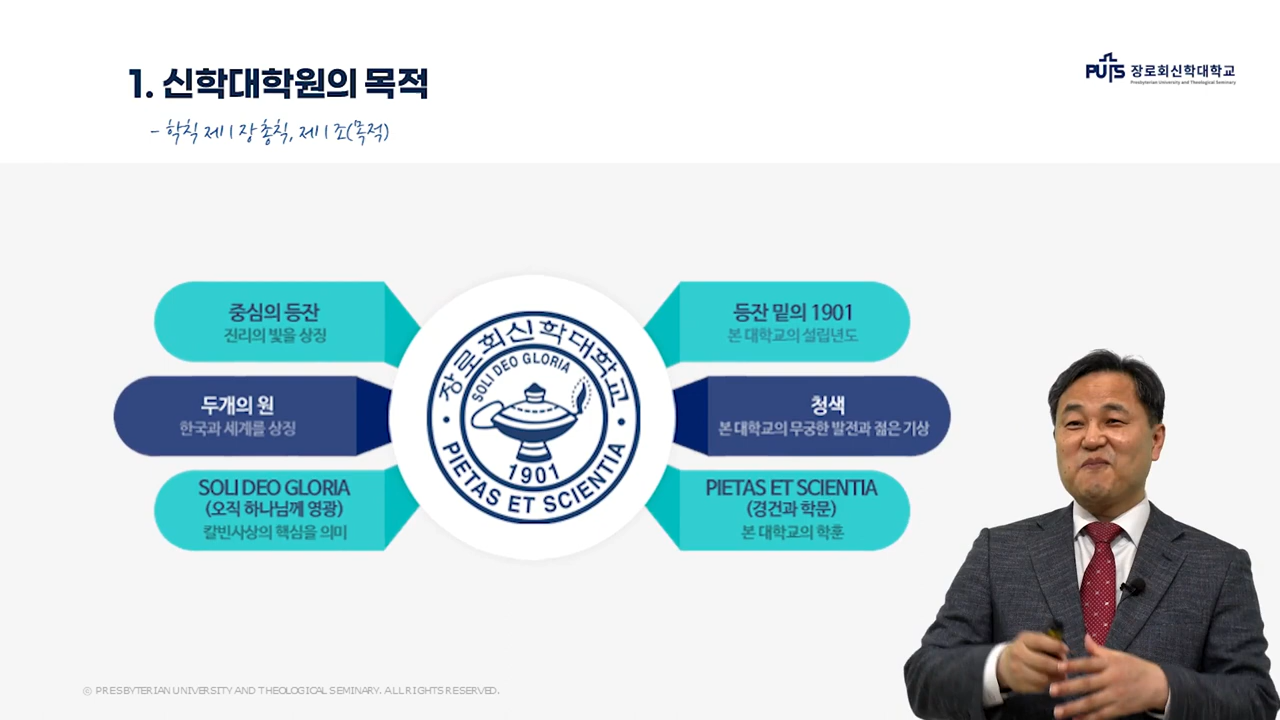 1. 신학대학원의 목적
- 학칙 제1장 총칙, 제1조(목적)
PUTS 장로회신학대학교
Presbyterian University and Theological Seminary
중심의 등잔
진리의 빛을 상징
두개의 원
한국과 세계를 상징
SOLI DEO GLORIA
(오직 하나님께 영광)
칼빈사상의 핵심을 의미
장로회신학대학교
SOLI DEO GLORIA
1901
PIETAS ET SCIENTIA
등잔 밑의 1901
본 대학교의 설립년도
청색
본 대학교의 무궁한 발전과 젊은 기상
PIETAS ET SCIENTIA
(경건과 학문)
본 대학교의 학훈
© PRESBYTERIAN UNIVERSITY AND THEOLOGICAL SEMINARY. ALL RIGHTS RESERVED.